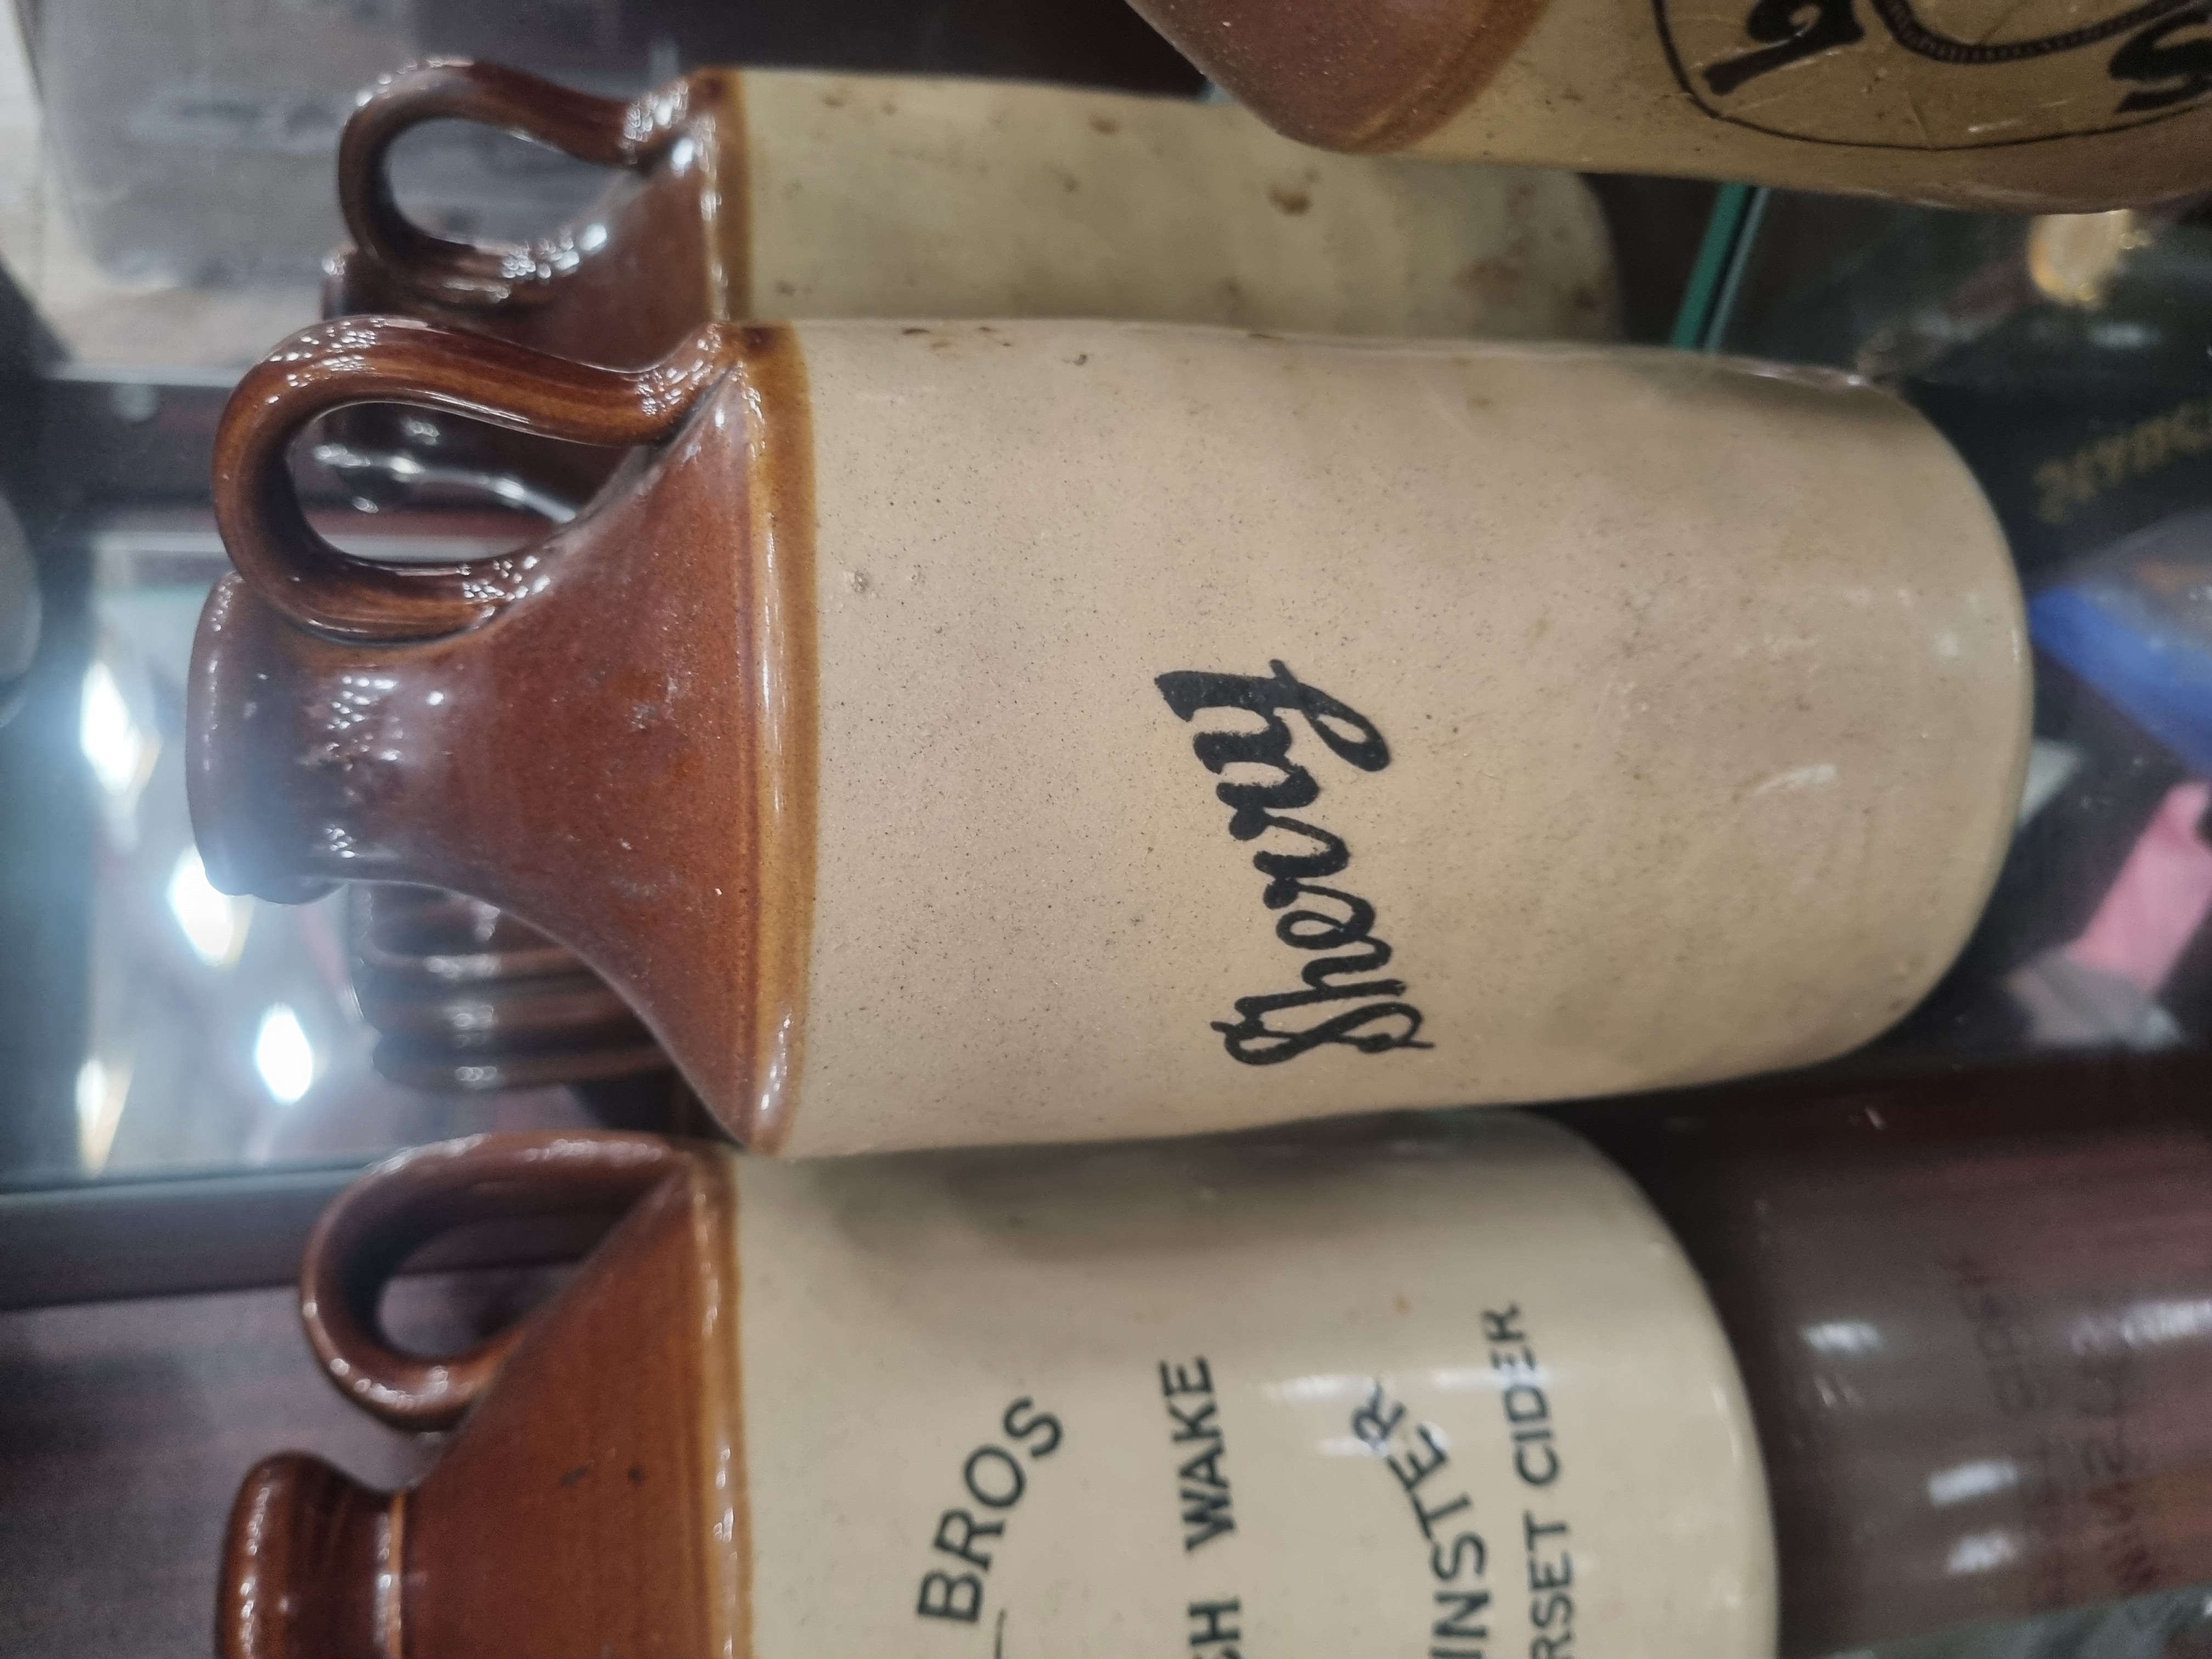 Sherry
BROS
CH WAKE
INSTER
RSET CIDER